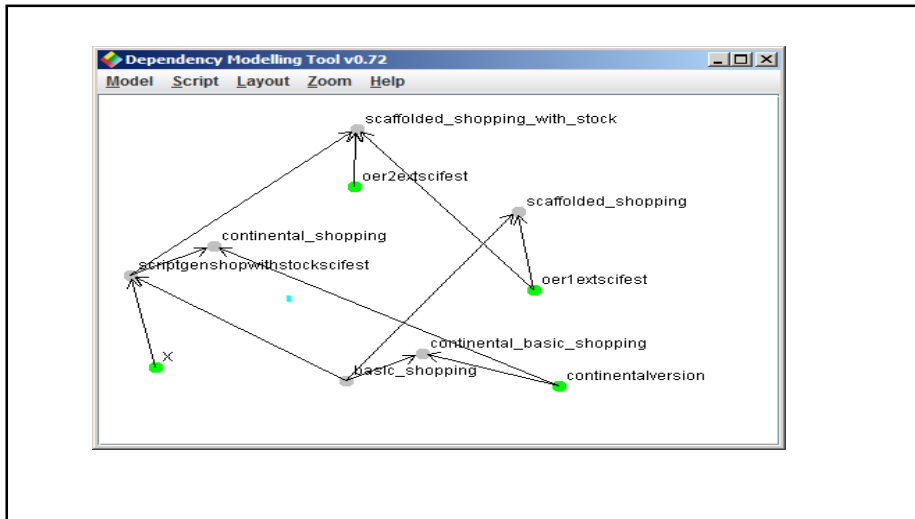 Dependency Modelling Tool v0.72
Model Script Layout Zoom Help
scaffolded_shopping_with_stock
oer2extscifest
scaffolded_shopping
continental_shopping
scriptgenshopwithstockscifest
oer1extscifest
continental_basic_shopping
X
basic_shopping
continentalversion